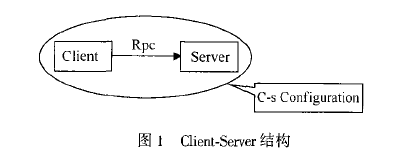 Rpc
Client
Server
C-s Configuration
图 1 Client-Server 结构